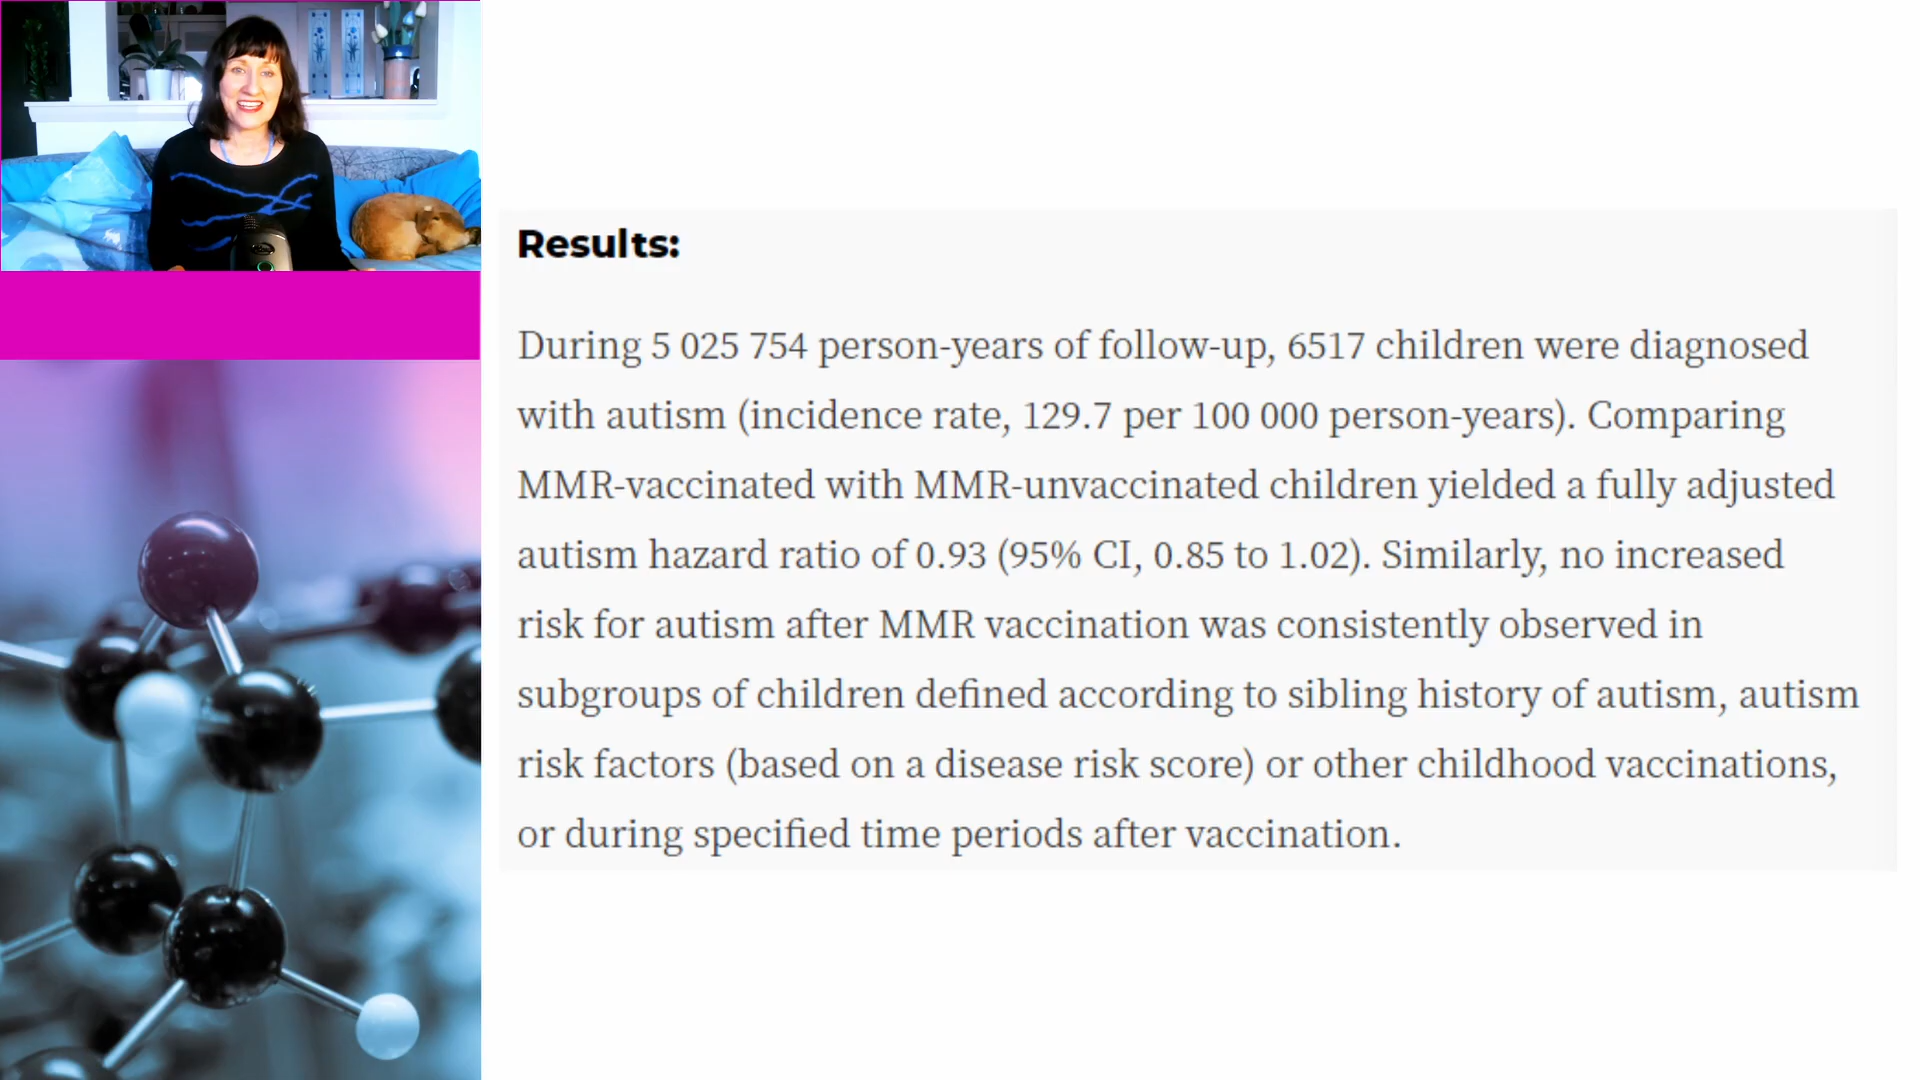 Results:
During 5 025 754 person-years of follow-up, 6517 children were diagnosed
with autism (incidence rate, 129.7 per 100 000 person-years). Comparing
MMR-vaccinated with MMR-unvaccinated children yielded a fully adjusted
autism hazard ratio of 0.93 (95% CI, 0.85 to 1.02). Similarly, no increased
risk for autism after MMR vaccination was consistently observed in
subgroups of children defined according to sibling history of autism, autism
risk factors (based on a disease risk score) or other childhood vaccinations,
or during specified time periods after vaccination.